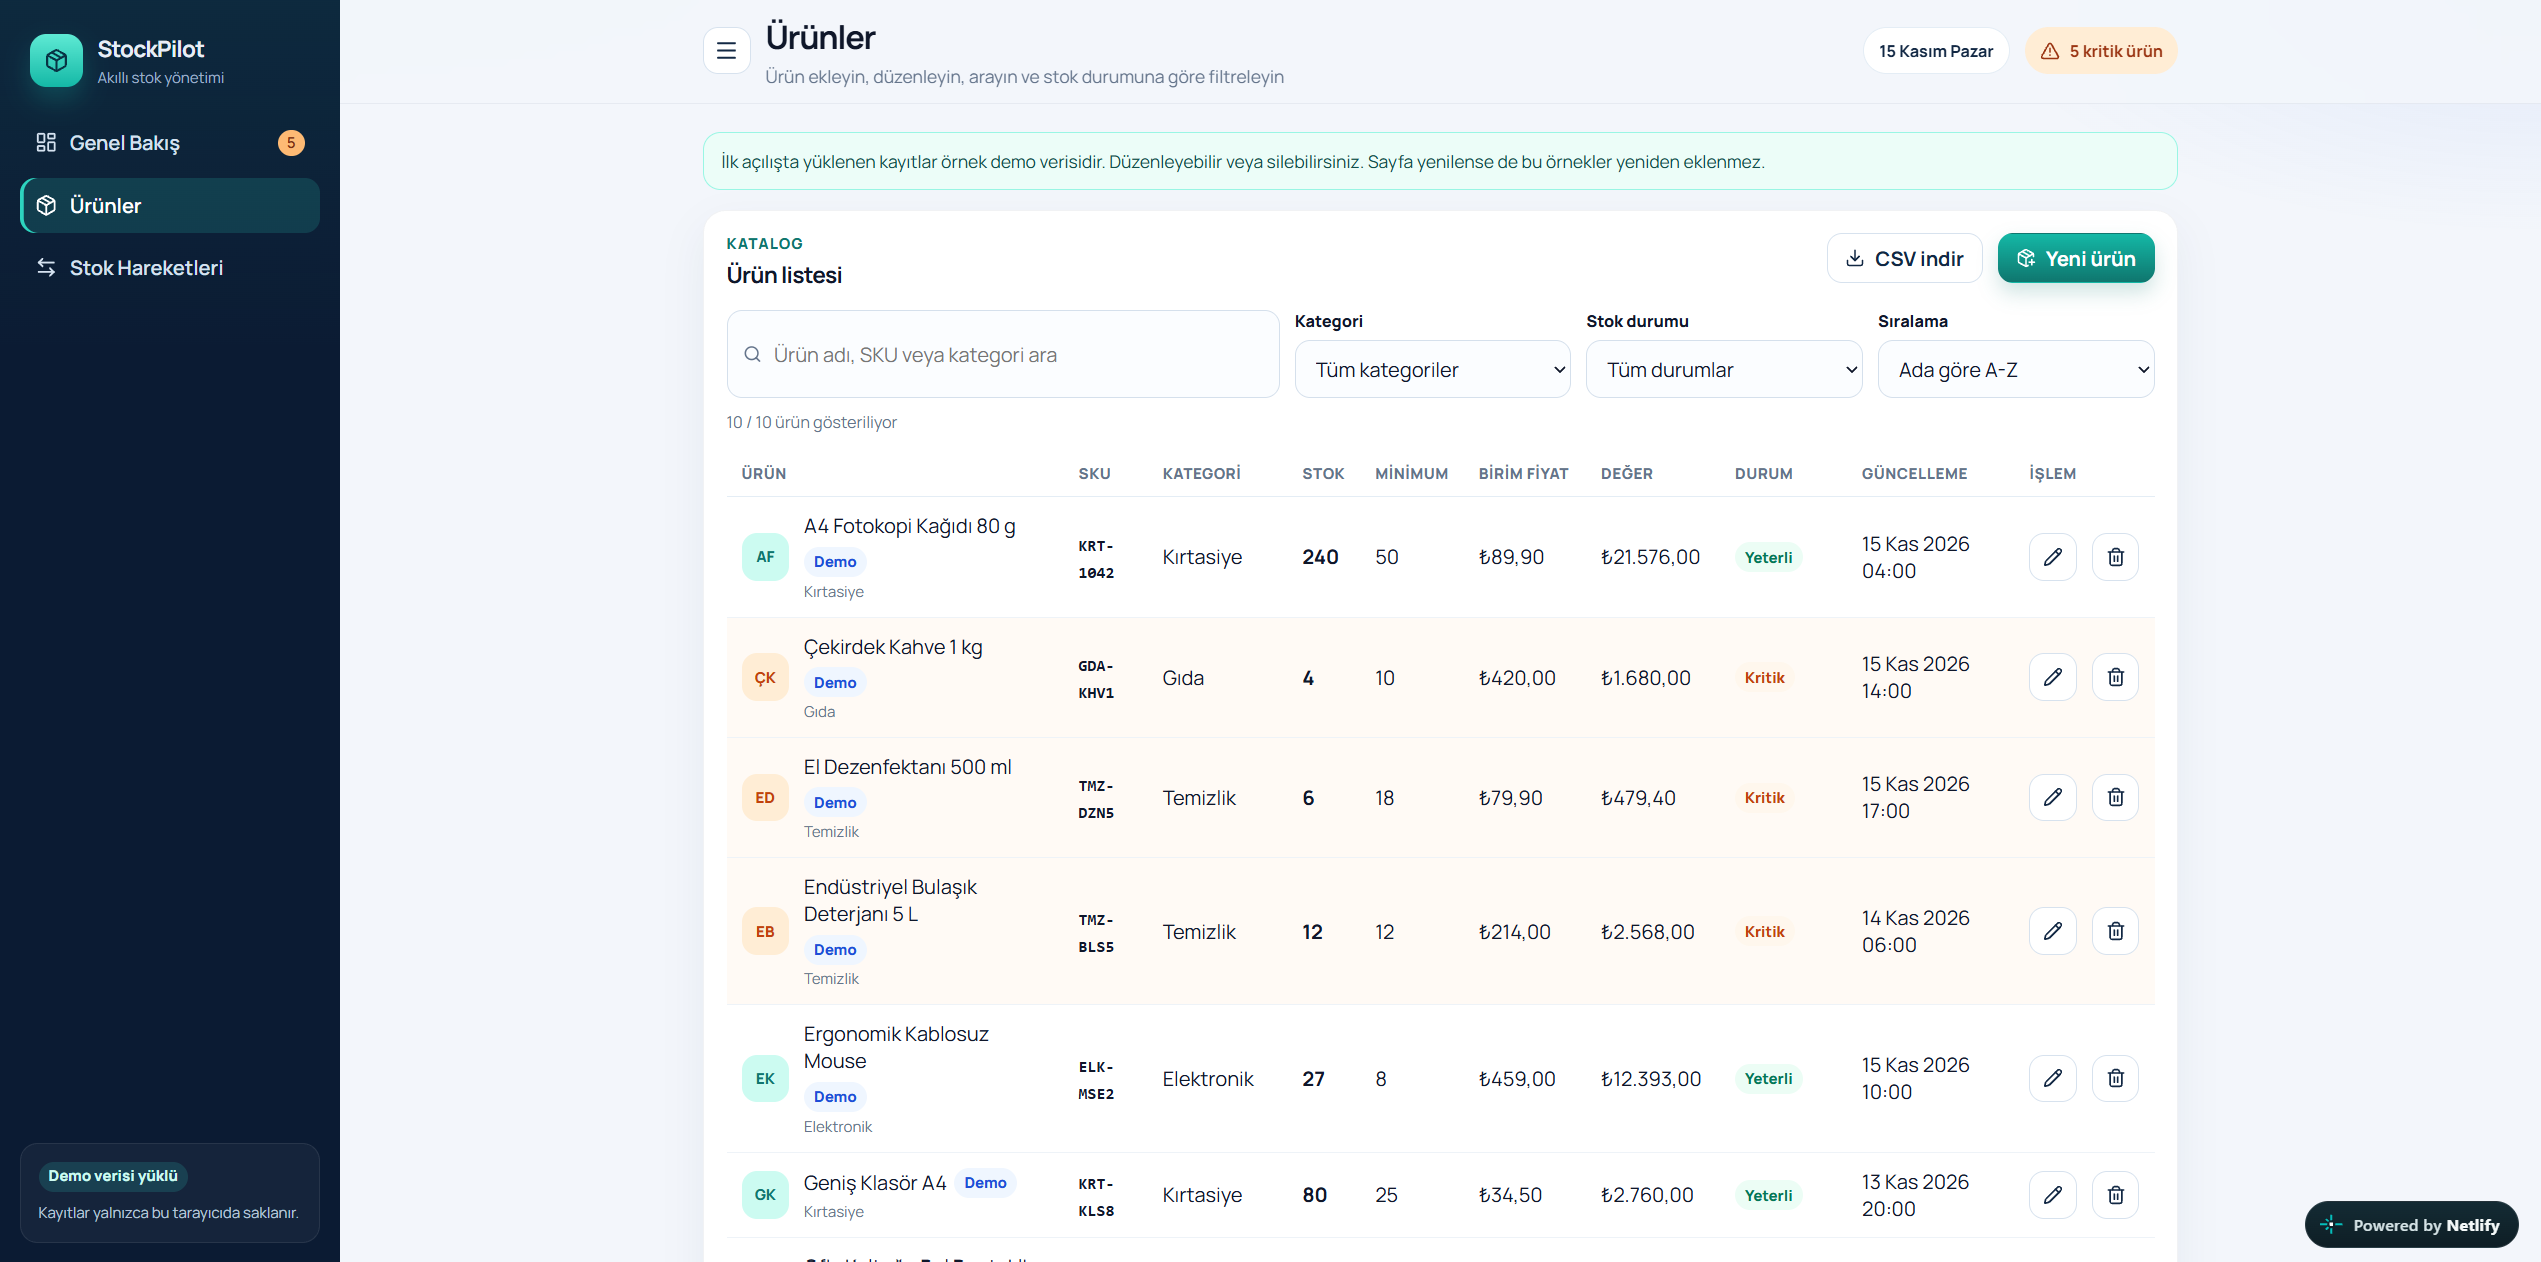 StockPilot
Akıllı stok yönetimi
Genel Bakış 5
Ürünler
Stok Hareketleri
Demo verisi yüklü
Kayıtlar yalnızca bu tarayıcıda saklanır.
Ürünler
Ürün ekleyin, düzenleyin, arayın ve stok durumuna göre filtreleyin
15 Kasım Pazar
5 kritik ürün
İlk açılışta yüklenen kayıtlar örnek demo verisidir. Düzenleyebilir veya silebilirsiniz. Sayfa yenilense de bu örnekler yeniden eklenmez.
KATALOG
Ürün listesi
CSV indir
Yeni ürün
Ürün adı, SKU veya kategori ara
Kategori
Tüm kategoriler
Stok durumu
Tüm durumlar
Sıralama
Ada göre A-Z
10 / 10 ürün gösteriliyor
ÜRÜN SKU KATEGORİ STOK MİNİMUM BİRİM FİYAT DEĞER DURUM GÜNCELLEME İŞLEM
AF
A4 Fotokopi Kağıdı 80 g
Demo
Kırtasiye
KRT-
1042
Kırtasiye 240 50 ₺89,90 ₺21.576,00 Yeterli
15 Kas 2026
04:00
ÇK
Çekirdek Kahve 1 kg
Demo
Gıda
GDA-
KHV1
Gıda 4 10 ₺420,00 ₺1.680,00 Kritik
15 Kas 2026
14:00
ED
El Dezenfektanı 500 ml
Demo
Temizlik
TMZ-
DZN5
Temizlik 6 18 ₺79,90 ₺479,40 Kritik
15 Kas 2026
17:00
EB
Endüstriyel Bulaşık
Deterjanı 5 L
Demo
Temizlik
TMZ-
BLS5
Temizlik 12 12 ₺214,00 ₺2.568,00 Kritik
14 Kas 2026
06:00
EK
Ergonomik Kablosuz
Mouse
Demo
Elektronik
ELK-
MSE2
Elektronik 27 8 ₺459,00 ₺12.393,00 Yeterli
15 Kas 2026
10:00
GK
Geniş Klasör A4 Demo
Kırtasiye
KRT-
KLS8
Kırtasiye 80 25 ₺34,50 ₺2.760,00 Yeterli
13 Kas 2026
20:00
Powered by Netlify